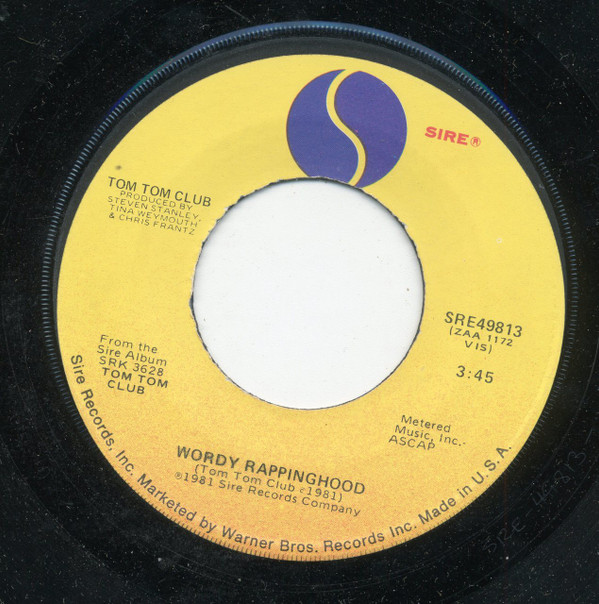 SIRE®
TOM TOM CLUB
PRODUCED BY
STEVEN STANLEY,
TINA WEYMOUTH
& CHRIS FRANTZ
SRE49813
(ZAA 1172
VIS)
3:45
From the
Sire Album
SRK 3628
TOM TOM
CLUB
Metered
Music, Inc.-
ASCAP
WORDY RAPPINGHOOD
(Tom Tom Club ©1981)
℗1981 Sire Records Company
Sire Records, Inc. Marketed by Warner Bros. Records Inc. Made in U.S.A.